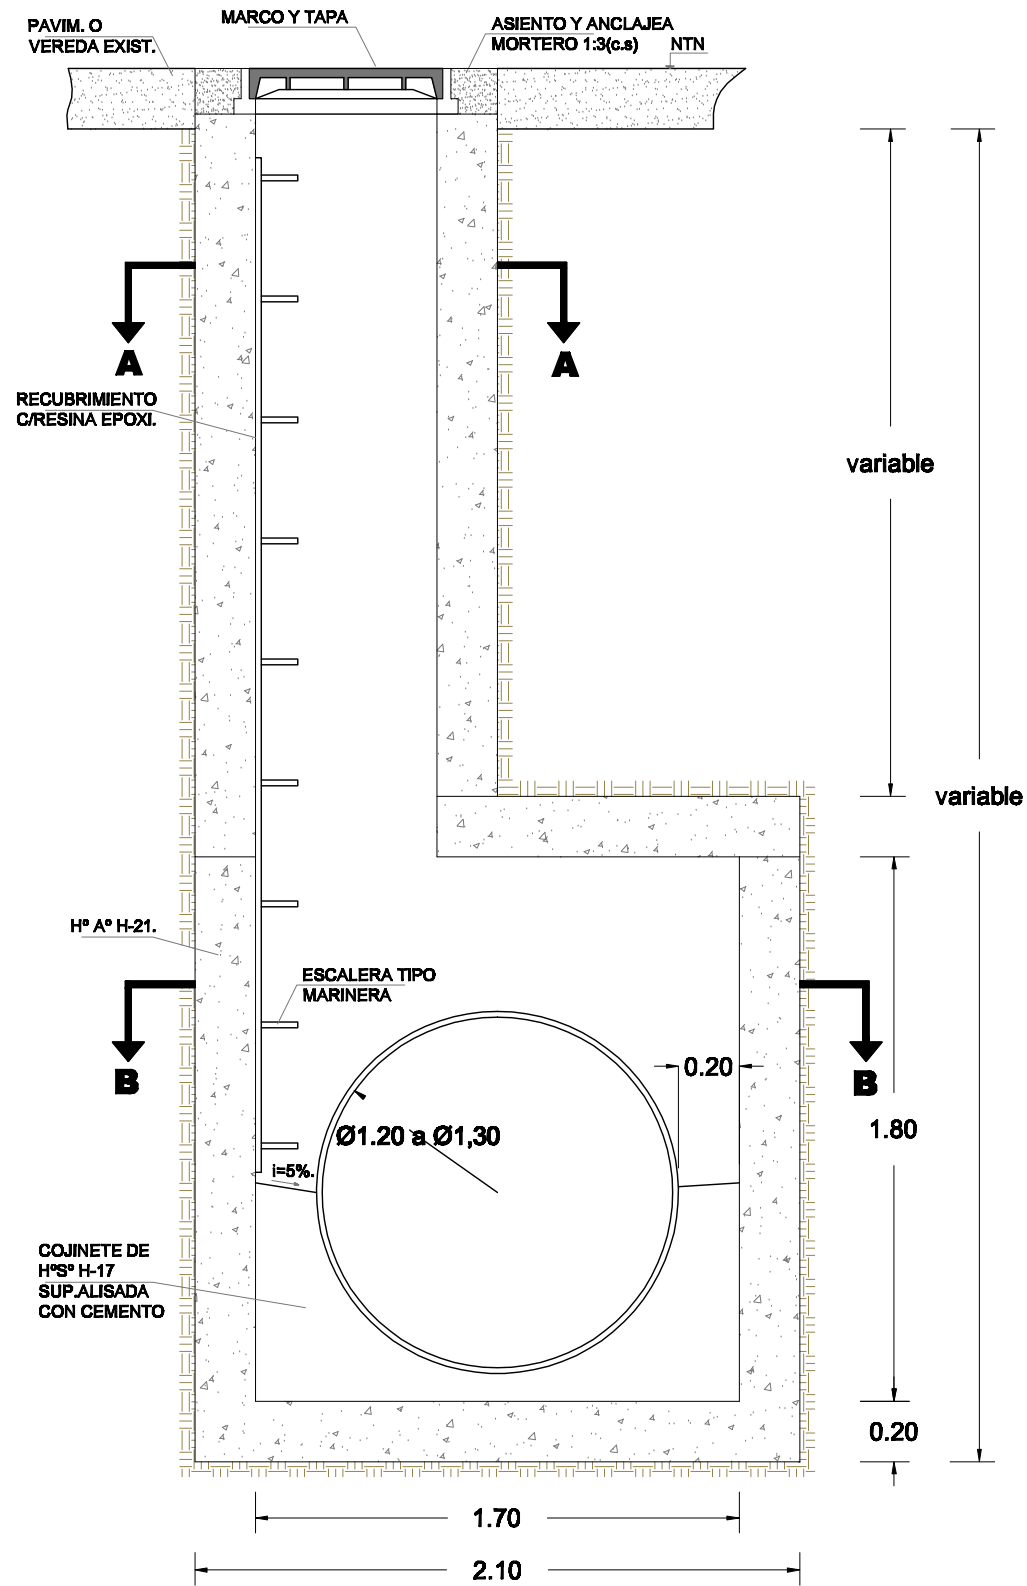 MARCO Y TAPA
PAVIM. O
VEREDA EXIST.
ASIENTO Y ANCLAJEA
MORTERO 1:3(c.s)
NTN
A
A
RECUBRIMIENTO
C/RESINA EPOXI.
variable
variable
Hº Aº H-21.
ESCALERA TIPO
MARINERA
B
B
0.20
1.80
Ø1.20 a Ø1,30
i=5%.
COJINETE DE
HºSº H-17
SUP.ALISADA
CON CEMENTO
0.20
1.70
2.10